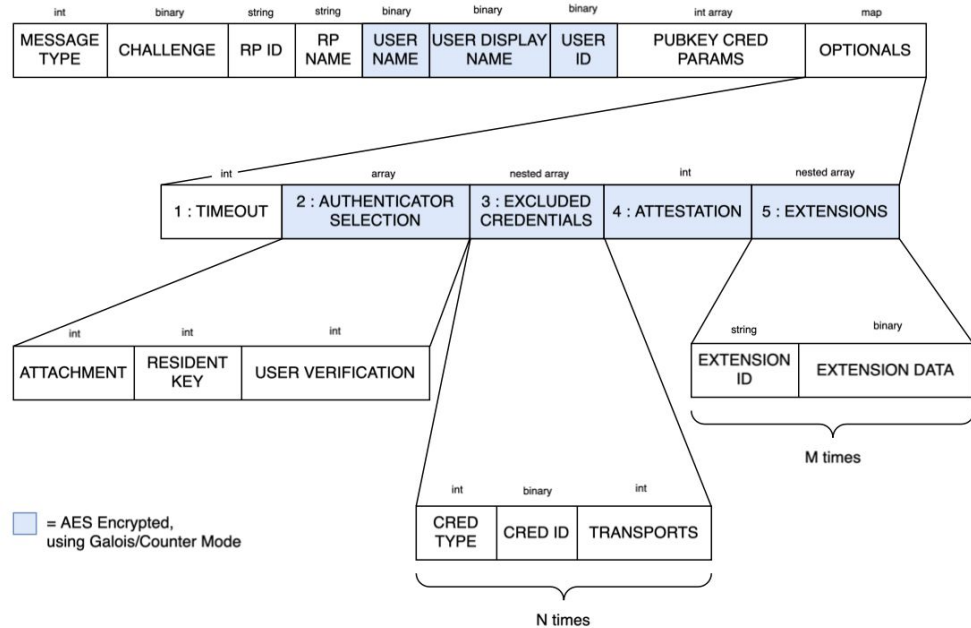 int binary string string binary binary binary int array map
MESSAGE TYPE
CHALLENGE
RP ID
RP NAME
USER NAME
USER DISPLAY NAME
USER ID
PUBKEY CRED PARAMS
OPTIONALS
int array nested array int nested array
1 : TIMEOUT
2 : AUTHENTICATOR SELECTION
3 : EXCLUDED CREDENTIALS
4 : ATTESTATION
5 : EXTENSIONS
int int int
ATTACHMENT
RESIDENT KEY
USER VERIFICATION
string binary
EXTENSION ID
EXTENSION DATA
M times
int binary int
CRED TYPE
CRED ID
TRANSPORTS
N times
= AES Encrypted,
using Galois/Counter Mode